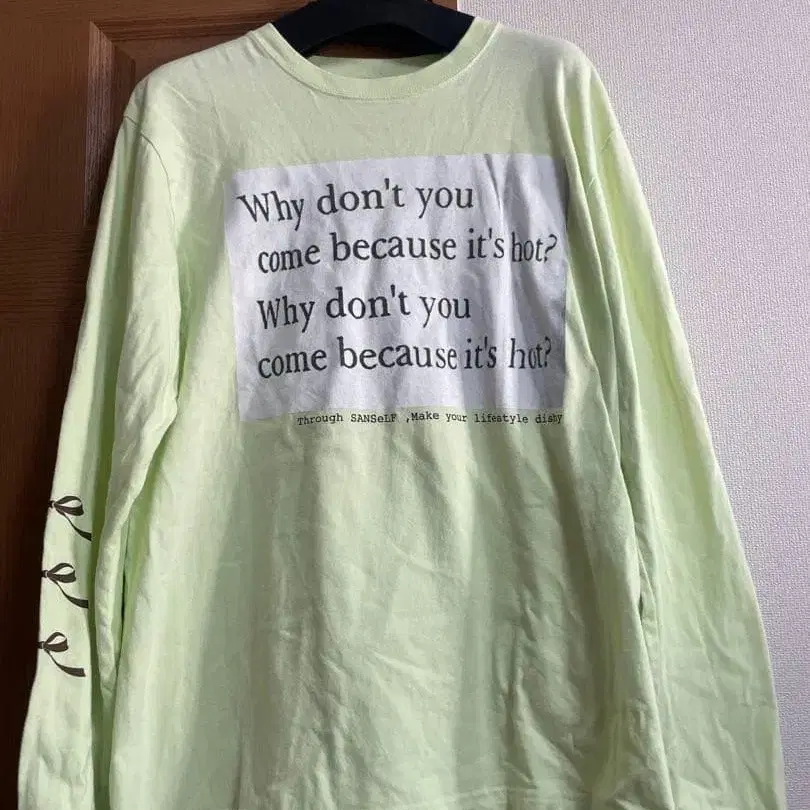 Why don't you
come because it's hot?
Why don't you
come because it's hot?
Through SANSeLF ,Make your lifestyle dishy